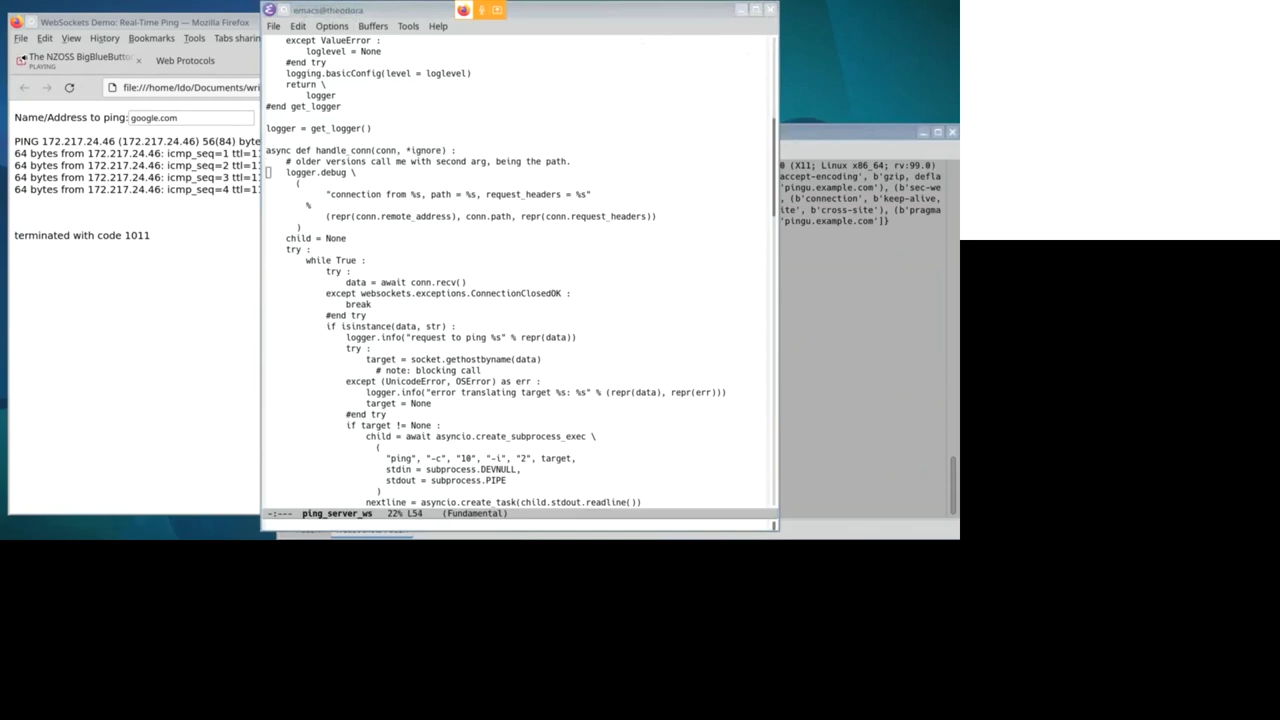 WebSockets Demo: Real-Time Ping — Mozilla Firefox
File Edit View History Bookmarks Tools Tabs sharin
The NZOSS BigBlueButto
PLAYING
Web Protocols
file:///home/ldo/Documents/wri
Name/Address to ping: google.com
PING 172.217.24.46 (172.217.24.46) 56(84) byte
64 bytes from 172.217.24.46: icmp_seq=1 ttl=1
64 bytes from 172.217.24.46: icmp_seq=2 ttl=1
64 bytes from 172.217.24.46: icmp_seq=3 ttl=1
64 bytes from 172.217.24.46: icmp_seq=4 ttl=1
terminated with code 1011
emacs@theodora
File Edit Options Buffers Tools Help
except ValueError :
loglevel = None
#end try
logging.basicConfig(level = loglevel)
return \
logger
#end get_logger
logger = get_logger()
async def handle_conn(conn, *ignore) :
# older versions call me with second arg, being the path.
logger.debug \
(
"connection from %s, path = %s, request_headers = %s"
%
(repr(conn.remote_address), conn.path, repr(conn.request_headers))
)
child = None
try :
while True :
try :
data = await conn.recv()
except websockets.exceptions.ConnectionClosedOK :
break
#end try
if isinstance(data, str) :
logger.info("request to ping %s" % repr(data))
try :
target = socket.gethostbyname(data)
# note: blocking call
except (UnicodeError, OSError) as err :
logger.info("error translating target %s: %s" % (repr(data), repr(err)))
target = None
#end try
if target != None :
child = await asyncio.create_subprocess_exec \
(
"ping", "-c", "10", "-i", "2", target,
stdin = subprocess.DEVNULL,
stdout = subprocess.PIPE
)
nextline = asyncio.create_task(child.stdout.readline())
-:--- ping_server_ws 22% L54 (Fundamental)
0 (X11; Linux x86_64; rv:99.0)
accept-encoding', b'gzip, defla
'pingu.example.com'), (b'sec-we
, (b'connection', b'keep-alive,
ite', b'cross-site'), (b'pragma
'pingu.example.com']}